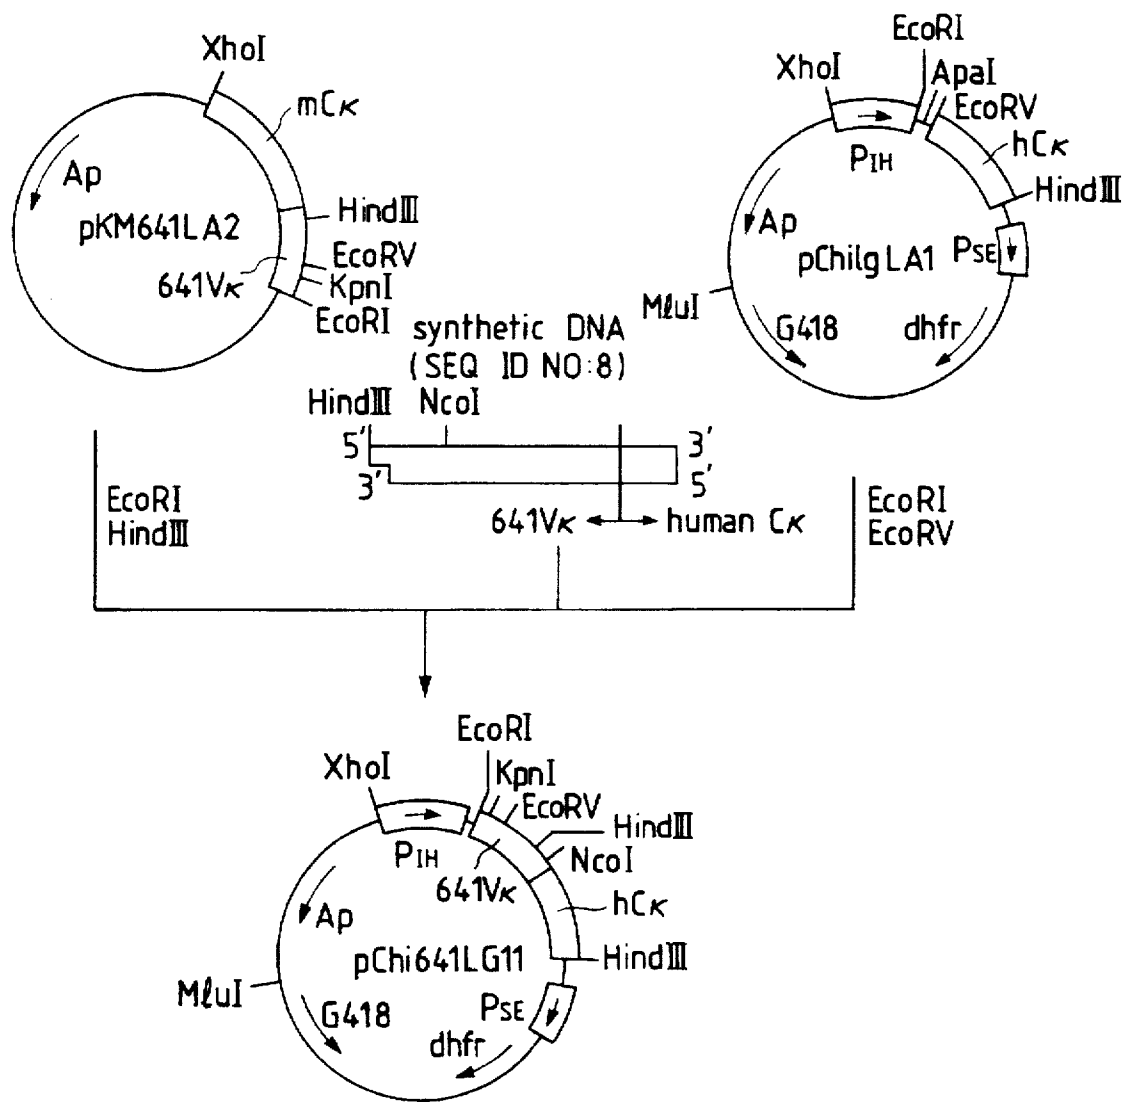 XhoI
mCκ
Ap
pKM641LA2
HindIII
EcoRV
641Vκ
KpnI
EcoRI
EcoRI
XhoI
ApaI
EcoRV
PIH
hCκ
HindIII
Ap
pChiIgLA1
PSE
MluI
G418
dhfr
synthetic DNA
(SEQ ID NO:8)
HindIII NcoI
5′ 3′
3′ 5′
641Vκ human Cκ
EcoRI
HindIII
EcoRI
EcoRV
EcoRI
XhoI
KpnI
EcoRV
HindIII
PIH
NcoI
641Vκ
hCκ
Ap
pChi641LG11
HindIII
MluI
G418
PSE
dhfr